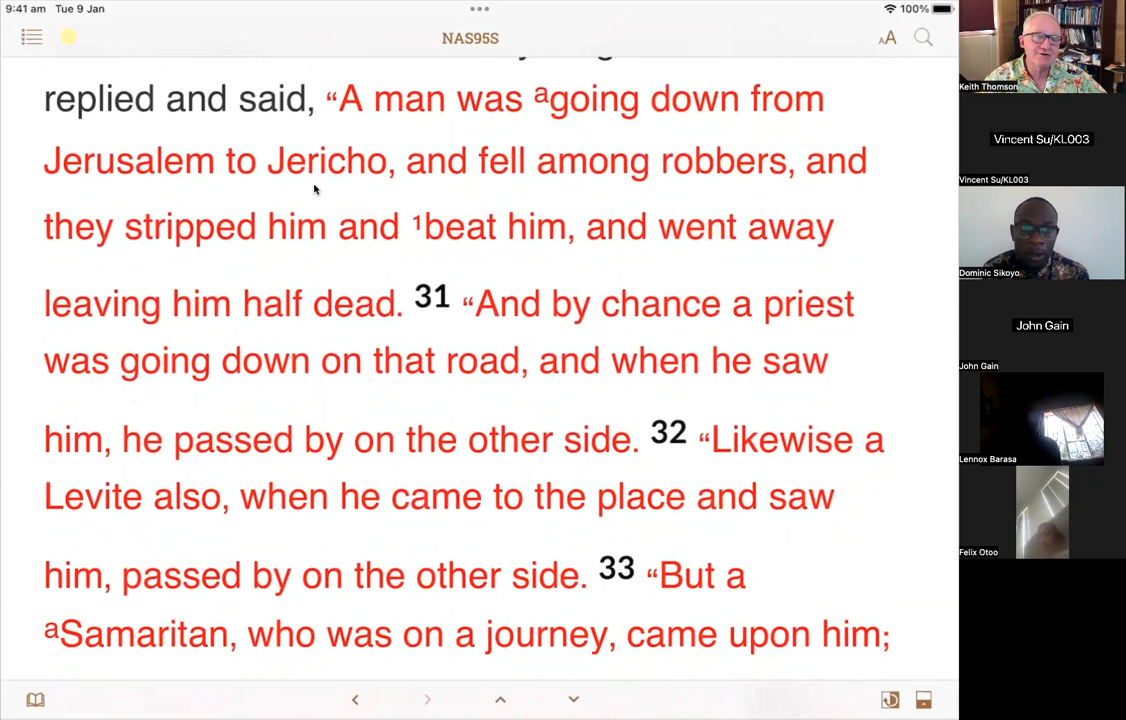 9:41 am Tue 9 Jan
100%
NAS95S
AA
replied and said, “A man was ᵃgoing down from
Jerusalem to Jericho, and fell among robbers, and
they stripped him and ¹beat him, and went away
leaving him half dead. 31 “And by chance a priest
was going down on that road, and when he saw
him, he passed by on the other side. 32 “Likewise a
Levite also, when he came to the place and saw
him, passed by on the other side. 33 “But a
ᵃSamaritan, who was on a journey, came upon him;
Keith Thomson
Vincent Su/KL003
Vincent Su/KL003
Dominic Sikoyo
John Gain
John Gain
Lennox Barasa
Felix Otoo